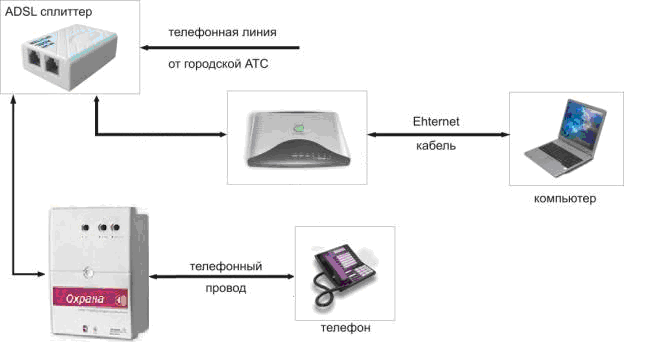 ADSL сплиттер
телефонная линия
от городской АТС
Ehternet
кабель
компьютер
телефонный
провод
Охрана
телефон